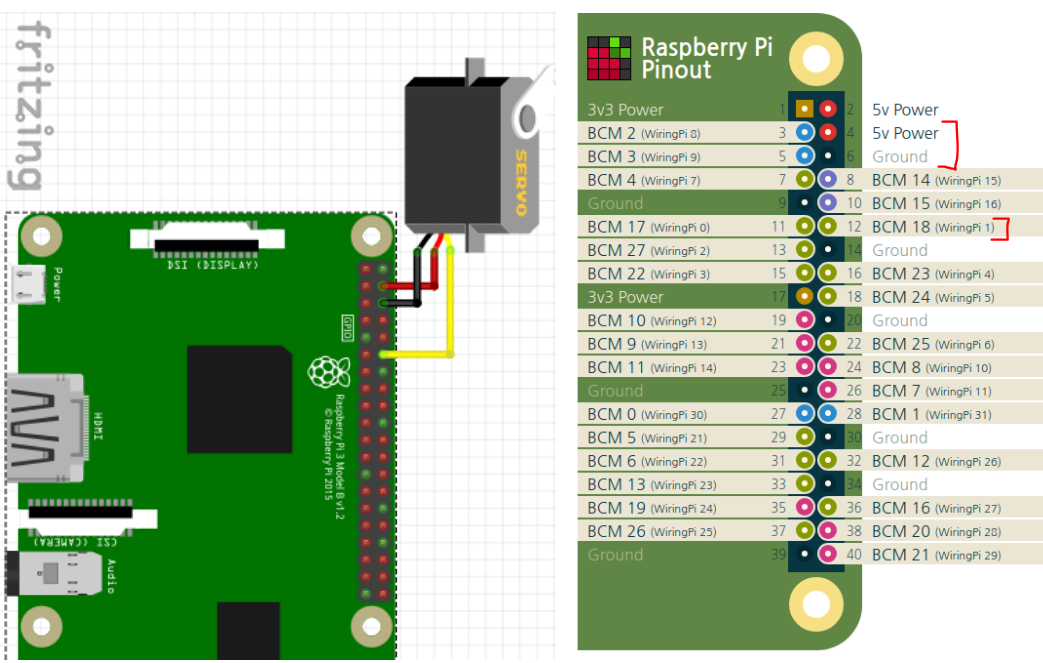 fritzing
SERVO
DSI (DISPLAY)
Power
GPIO
HDMI
Raspberry Pi 3 Model B v1.2
© Raspberry Pi 2015
CSI (CAMERA)
Audio
Raspberry Pi
Pinout
3v3 Power 1 2 5v Power
BCM 2 (WiringPi 8) 3 4 5v Power
BCM 3 (WiringPi 9) 5 6 Ground
BCM 4 (WiringPi 7) 7 8 BCM 14 (WiringPi 15)
Ground 9 10 BCM 15 (WiringPi 16)
BCM 17 (WiringPi 0) 11 12 BCM 18 (WiringPi 1)
BCM 27 (WiringPi 2) 13 14 Ground
BCM 22 (WiringPi 3) 15 16 BCM 23 (WiringPi 4)
3v3 Power 17 18 BCM 24 (WiringPi 5)
BCM 10 (WiringPi 12) 19 20 Ground
BCM 9 (WiringPi 13) 21 22 BCM 25 (WiringPi 6)
BCM 11 (WiringPi 14) 23 24 BCM 8 (WiringPi 10)
Ground 25 26 BCM 7 (WiringPi 11)
BCM 0 (WiringPi 30) 27 28 BCM 1 (WiringPi 31)
BCM 5 (WiringPi 21) 29 30 Ground
BCM 6 (WiringPi 22) 31 32 BCM 12 (WiringPi 26)
BCM 13 (WiringPi 23) 33 34 Ground
BCM 19 (WiringPi 24) 35 36 BCM 16 (WiringPi 27)
BCM 26 (WiringPi 25) 37 38 BCM 20 (WiringPi 28)
Ground 39 40 BCM 21 (WiringPi 29)